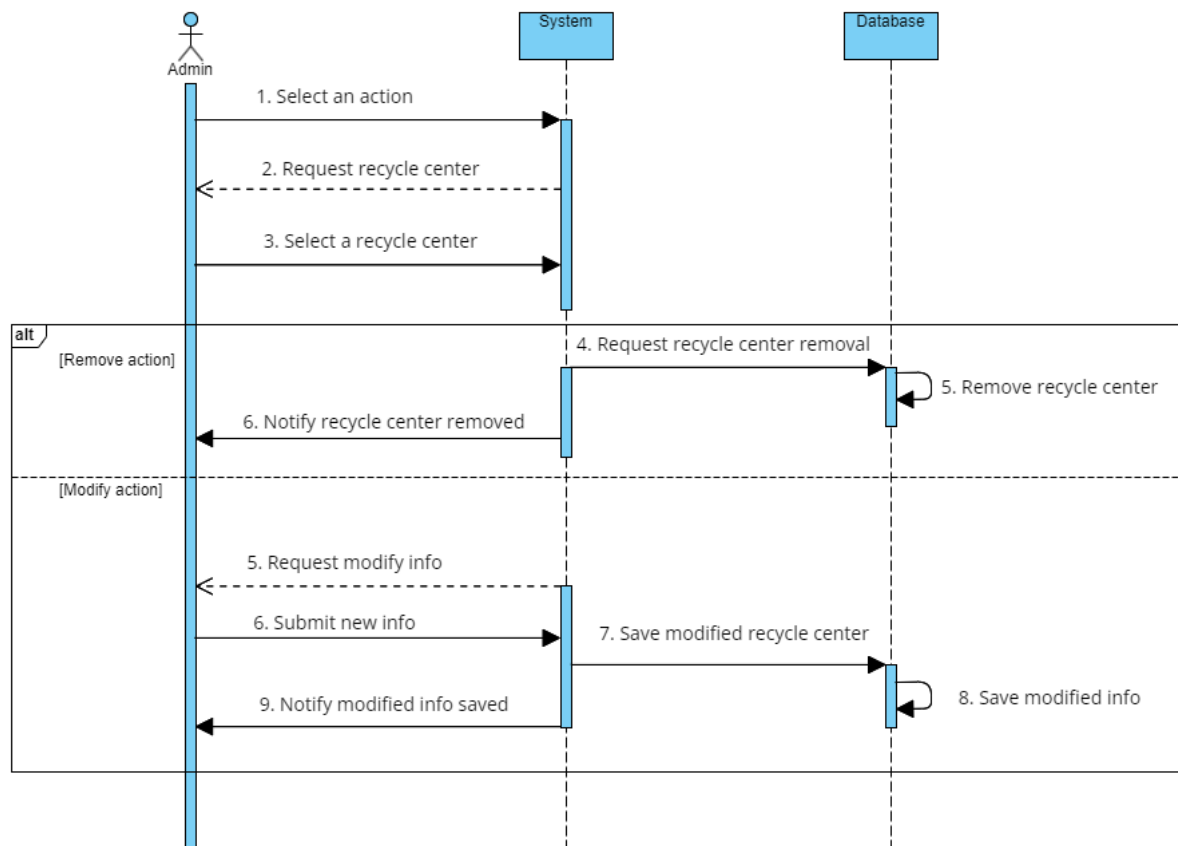 System
Database
Admin
1. Select an action
2. Request recycle center
3. Select a recycle center
alt
[Remove action]
4. Request recycle center removal
5. Remove recycle center
6. Notify recycle center removed
[Modify action]
5. Request modify info
6. Submit new info
7. Save modified recycle center
8. Save modified info
9. Notify modified info saved